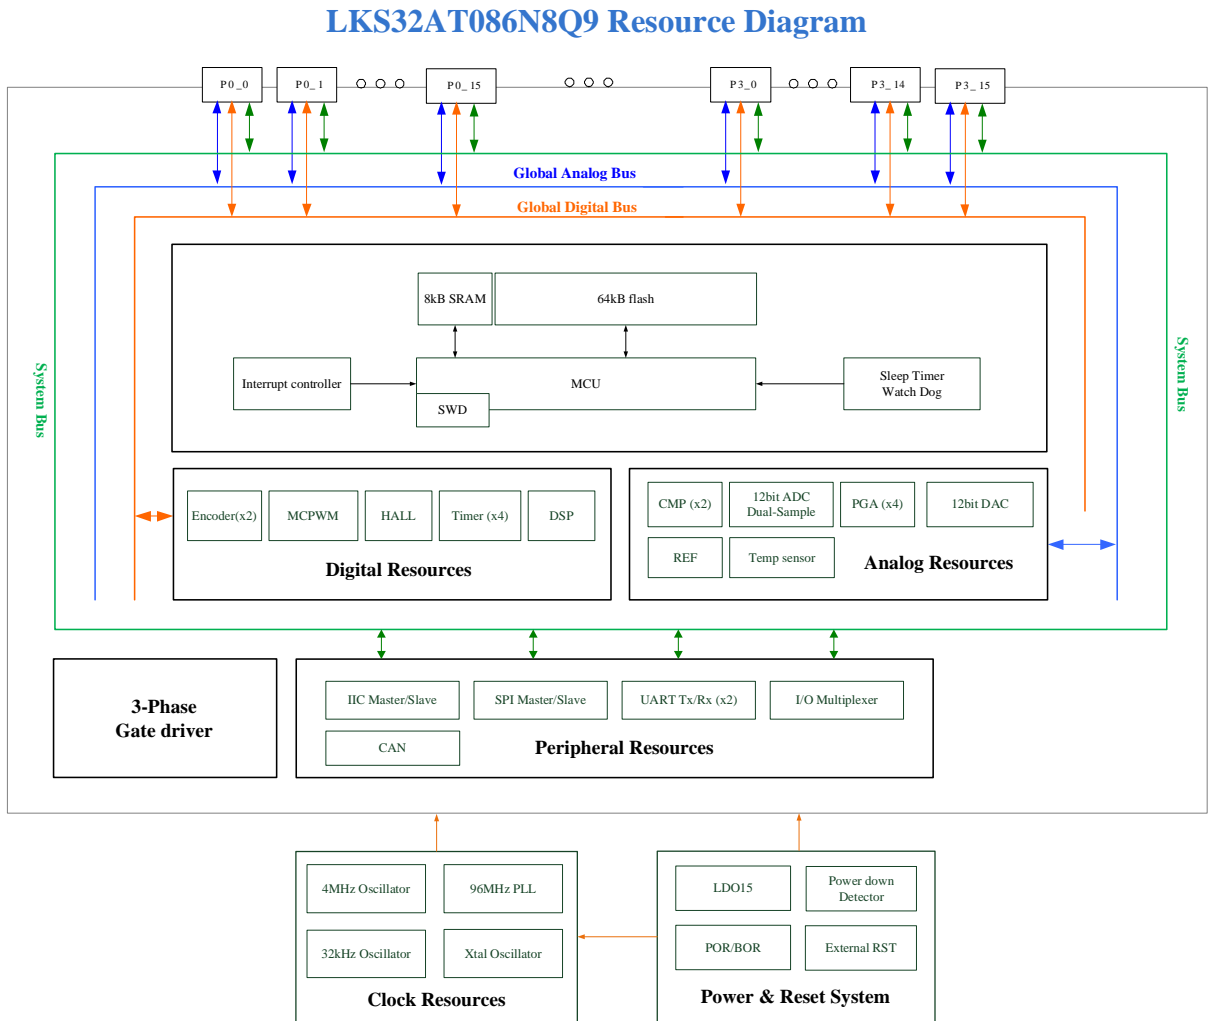 LKS32AT086N8Q9 Resource Diagram
P0_0
P0_1
P0_15
P3_0
P3_14
P3_15
Global Analog Bus
Global Digital Bus
System Bus
System Bus
8kB SRAM
64kB flash
Interrupt controller
MCU
SWD
Sleep Timer
Watch Dog
Encoder(x2)
MCPWM
HALL
Timer (x4)
DSP
Digital Resources
CMP (x2)
12bit ADC
Dual-Sample
PGA (x4)
12bit DAC
REF
Temp sensor
Analog Resources
3-Phase
Gate driver
IIC Master/Slave
SPI Master/Slave
UART Tx/Rx (x2)
I/O Multiplexer
CAN
Peripheral Resources
4MHz Oscillator
96MHz PLL
32kHz Oscillator
Xtal Oscillator
Clock Resources
LDO15
Power down
Detector
POR/BOR
External RST
Power & Reset System